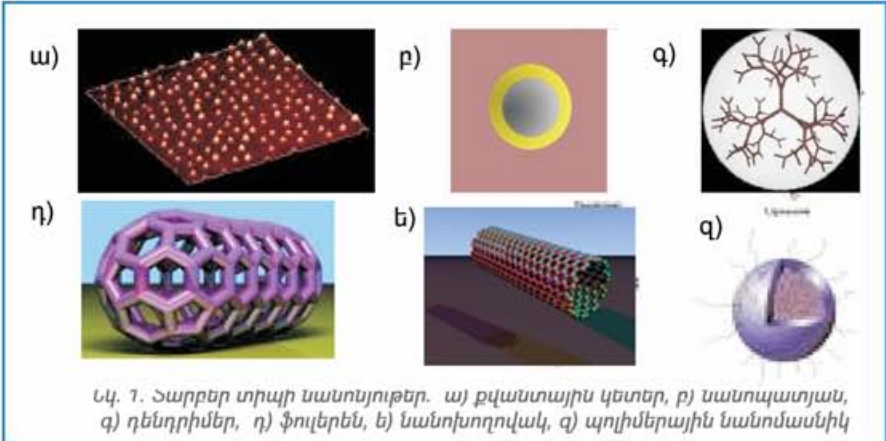 ա)
բ)
գ)
դ)
ե)
զ)
Նկ. 1. Տարբեր տիպի նանոնյութեր. ա) քվանտային կետեր, բ) նանոպատյան,
գ) դենդրիմեր, դ) ֆուլերեն, ե) նանոխողովակ, զ) պոլիմերային նանոմասնիկ